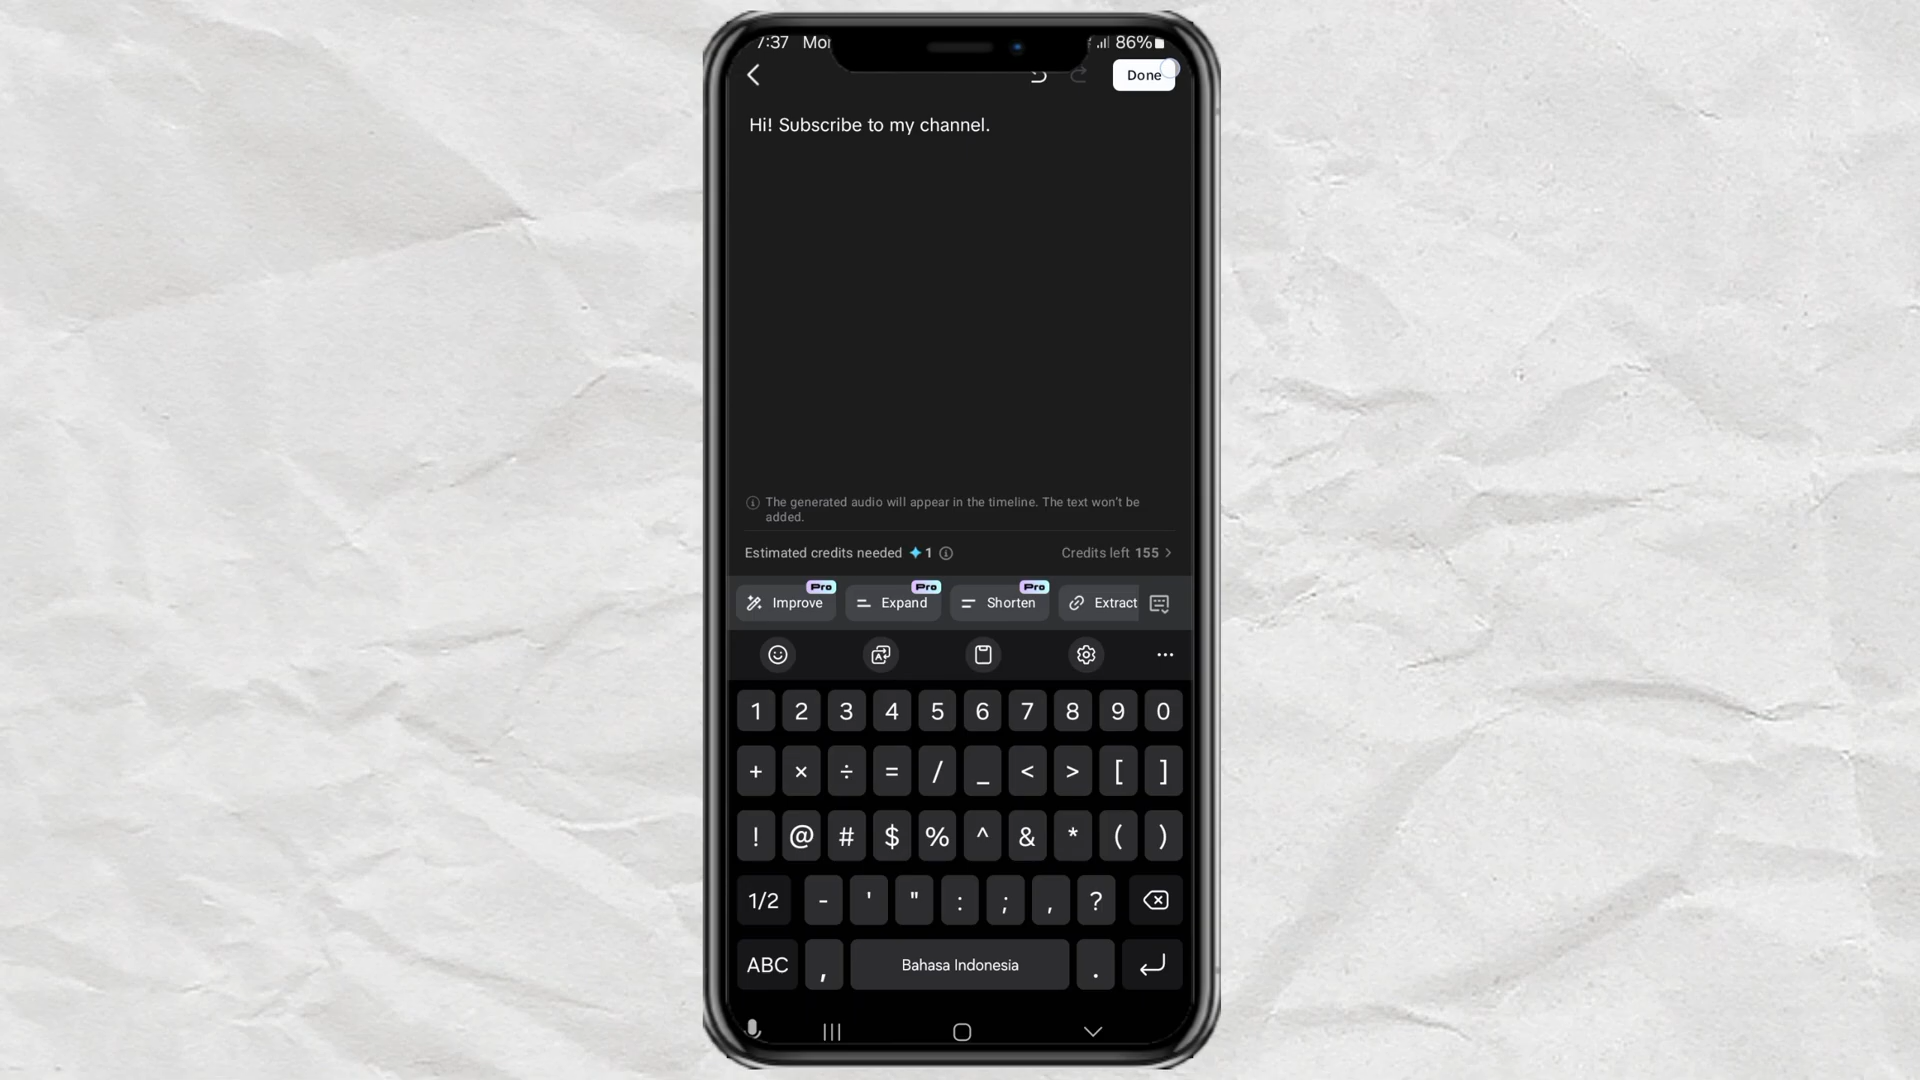 7:37 Mon 86%
Done
Hi! Subscribe to my channel.
The generated audio will appear in the timeline. The text won't be
added.
Estimated credits needed 1 Credits left 155
Pro Pro Pro
Improve Expand Shorten Extract
1 2 3 4 5 6 7 8 9 0
+ × ÷ = / _ < > [ ]
! @ # $ % ^ & * ( )
1/2 - ' " : ; , ?
ABC , Bahasa Indonesia .